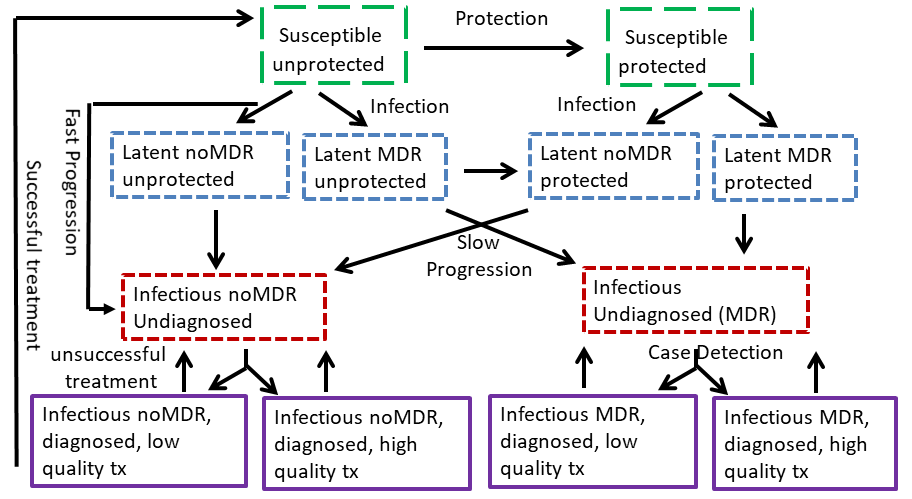 Protection
Susceptible
unprotected
Susceptible
protected
Infection
Infection
Fast Progression
Successful treatment
Latent noMDR
unprotected
Latent MDR
unprotected
Latent noMDR
protected
Latent MDR
protected
Slow
Progression
Infectious noMDR
Undiagnosed
Infectious
Undiagnosed (MDR)
unsuccessful
treatment
Case Detection
Infectious noMDR,
diagnosed, low
quality tx
Infectious noMDR,
diagnosed, high
quality tx
Infectious MDR,
diagnosed, low
quality tx
Infectious MDR,
diagnosed, high
quality tx